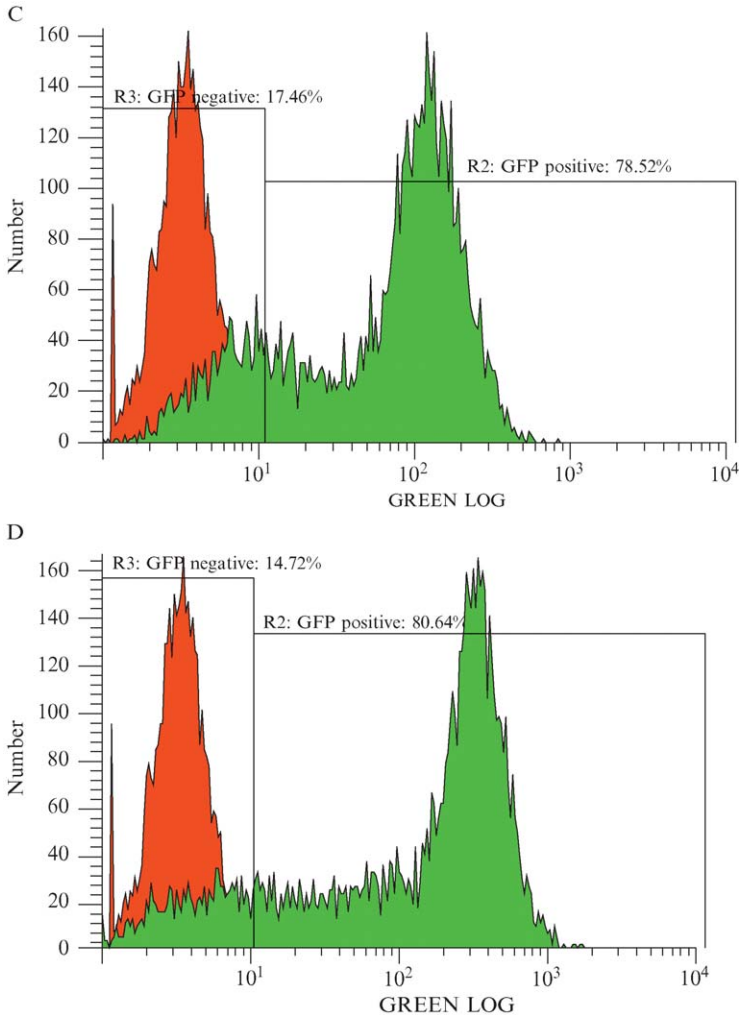 C
R3: GFP negative: 17.46%
R2: GFP positive: 78.52%
160
140
120
100
80
60
40
20
0
Number
10¹
10²
10³
10⁴
GREEN LOG
D
R3: GFP negative: 14.72%
R2: GFP positive: 80.64%
160
140
120
100
80
60
40
20
0
Number
10¹
10²
10³
10⁴
GREEN LOG